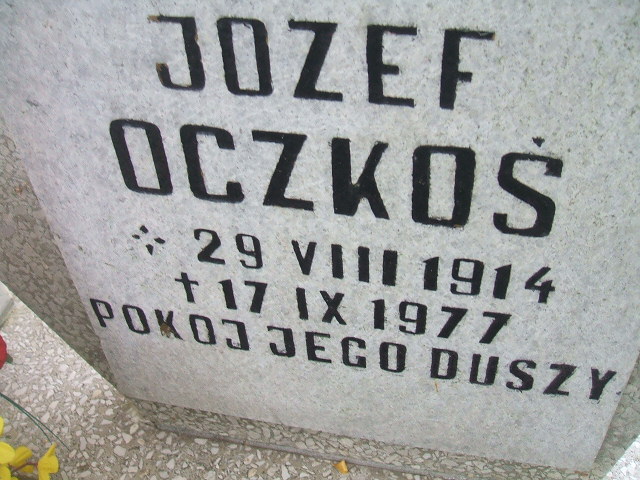 JOZEF
OCZKOŚ
* 29 VIII 1914
† 17 IX 1977
POKOJ JEGO DUSZY